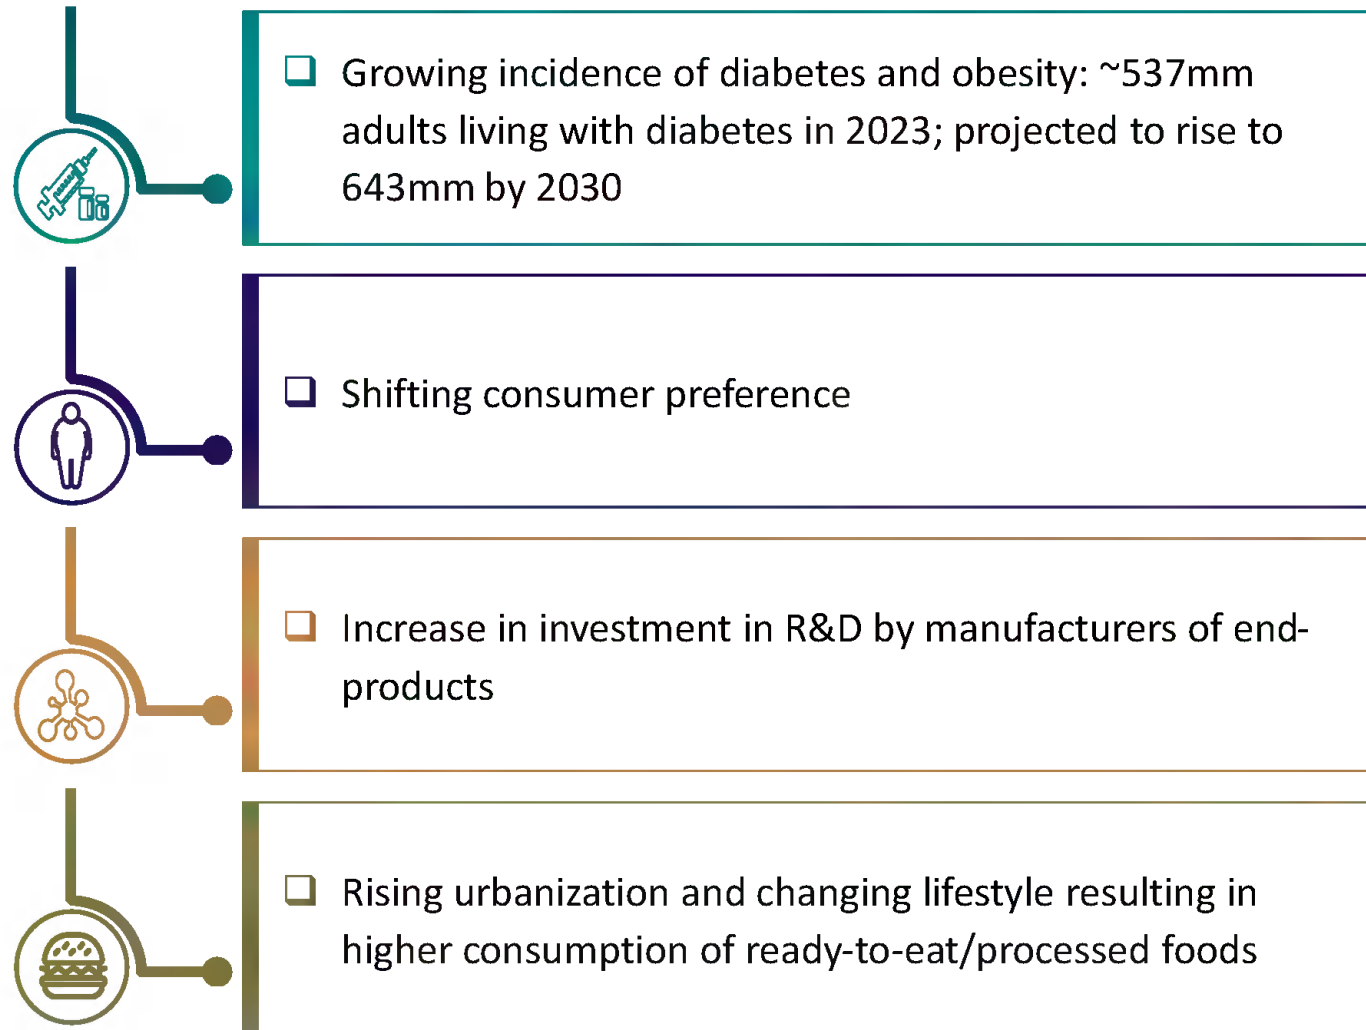 Growing incidence of diabetes and obesity: ~537mm
adults living with diabetes in 2023; projected to rise to
643mm by 2030
Shifting consumer preference
Increase in investment in R&D by manufacturers of end-
products
Rising urbanization and changing lifestyle resulting in
higher consumption of ready-to-eat/processed foods